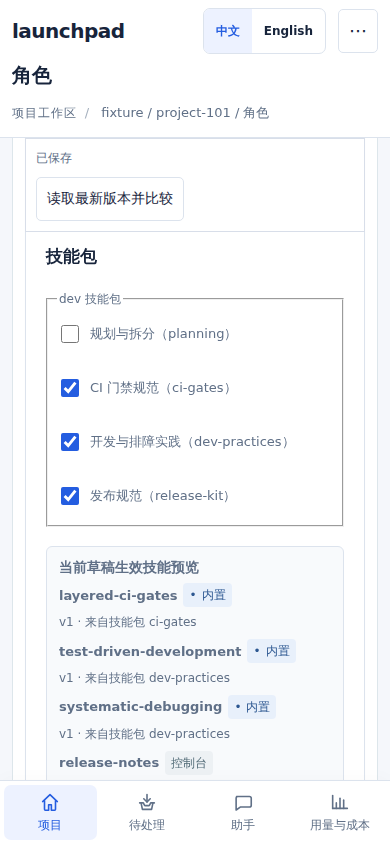 launchpad
中文
English
...
角色
项目工作区 / fixture / project-101 / 角色
已保存
读取最新版本并比较
技能包
dev 技能包
规划与拆分（planning）
CI 门禁规范（ci-gates）
开发与排障实践（dev-practices）
发布规范（release-kit）
当前草稿生效技能预览
layered-ci-gates • 内置
v1 · 来自技能包 ci-gates
test-driven-development • 内置
v1 · 来自技能包 dev-practices
systematic-debugging • 内置
v1 · 来自技能包 dev-practices
release-notes 控制台
项目
待处理
助手
用量与成本